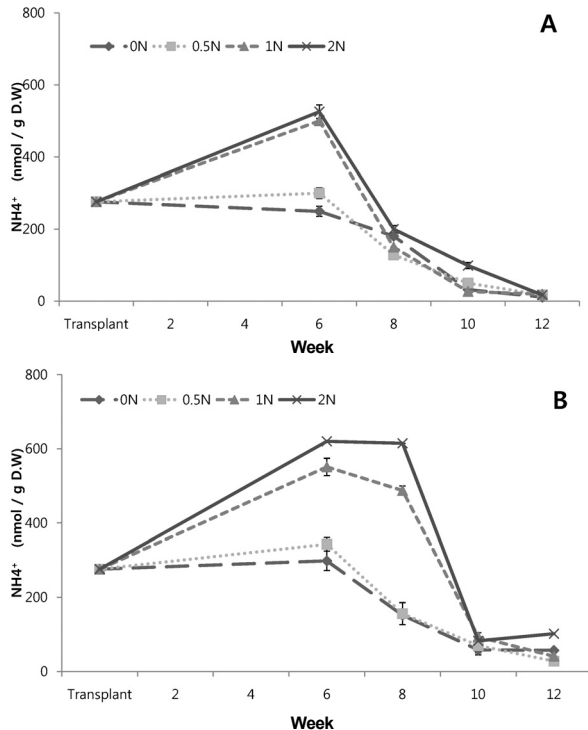 800
A
0N 0.5N 1N 2N
600
400
200
0
NH4+ (nmol / g D.W)
Transplant 2 4 6 8 10 12
Week
800
B
0N 0.5N 1N 2N
600
400
200
0
NH4+ (nmol / g D.W)
Transplant 2 4 6 8 10 12
Week